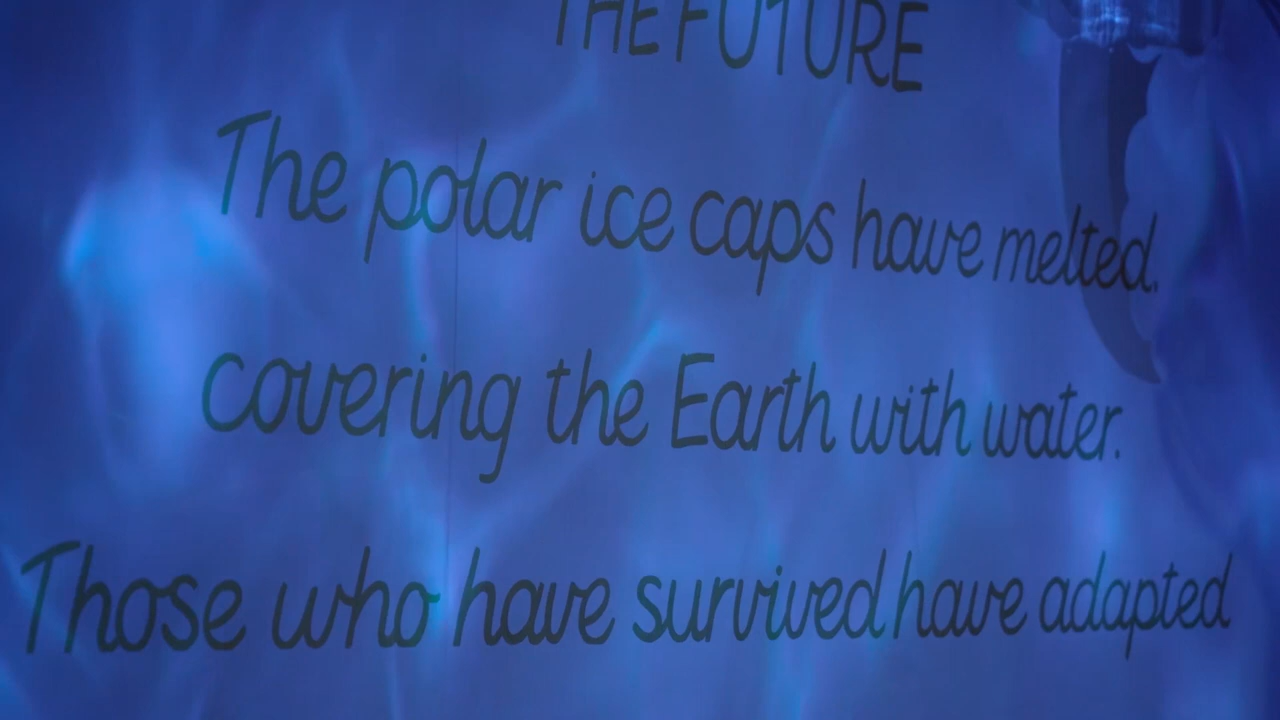 THE FUTURE
The polar ice caps have melted.
covering the Earth with water.
Those who have survived have adapted